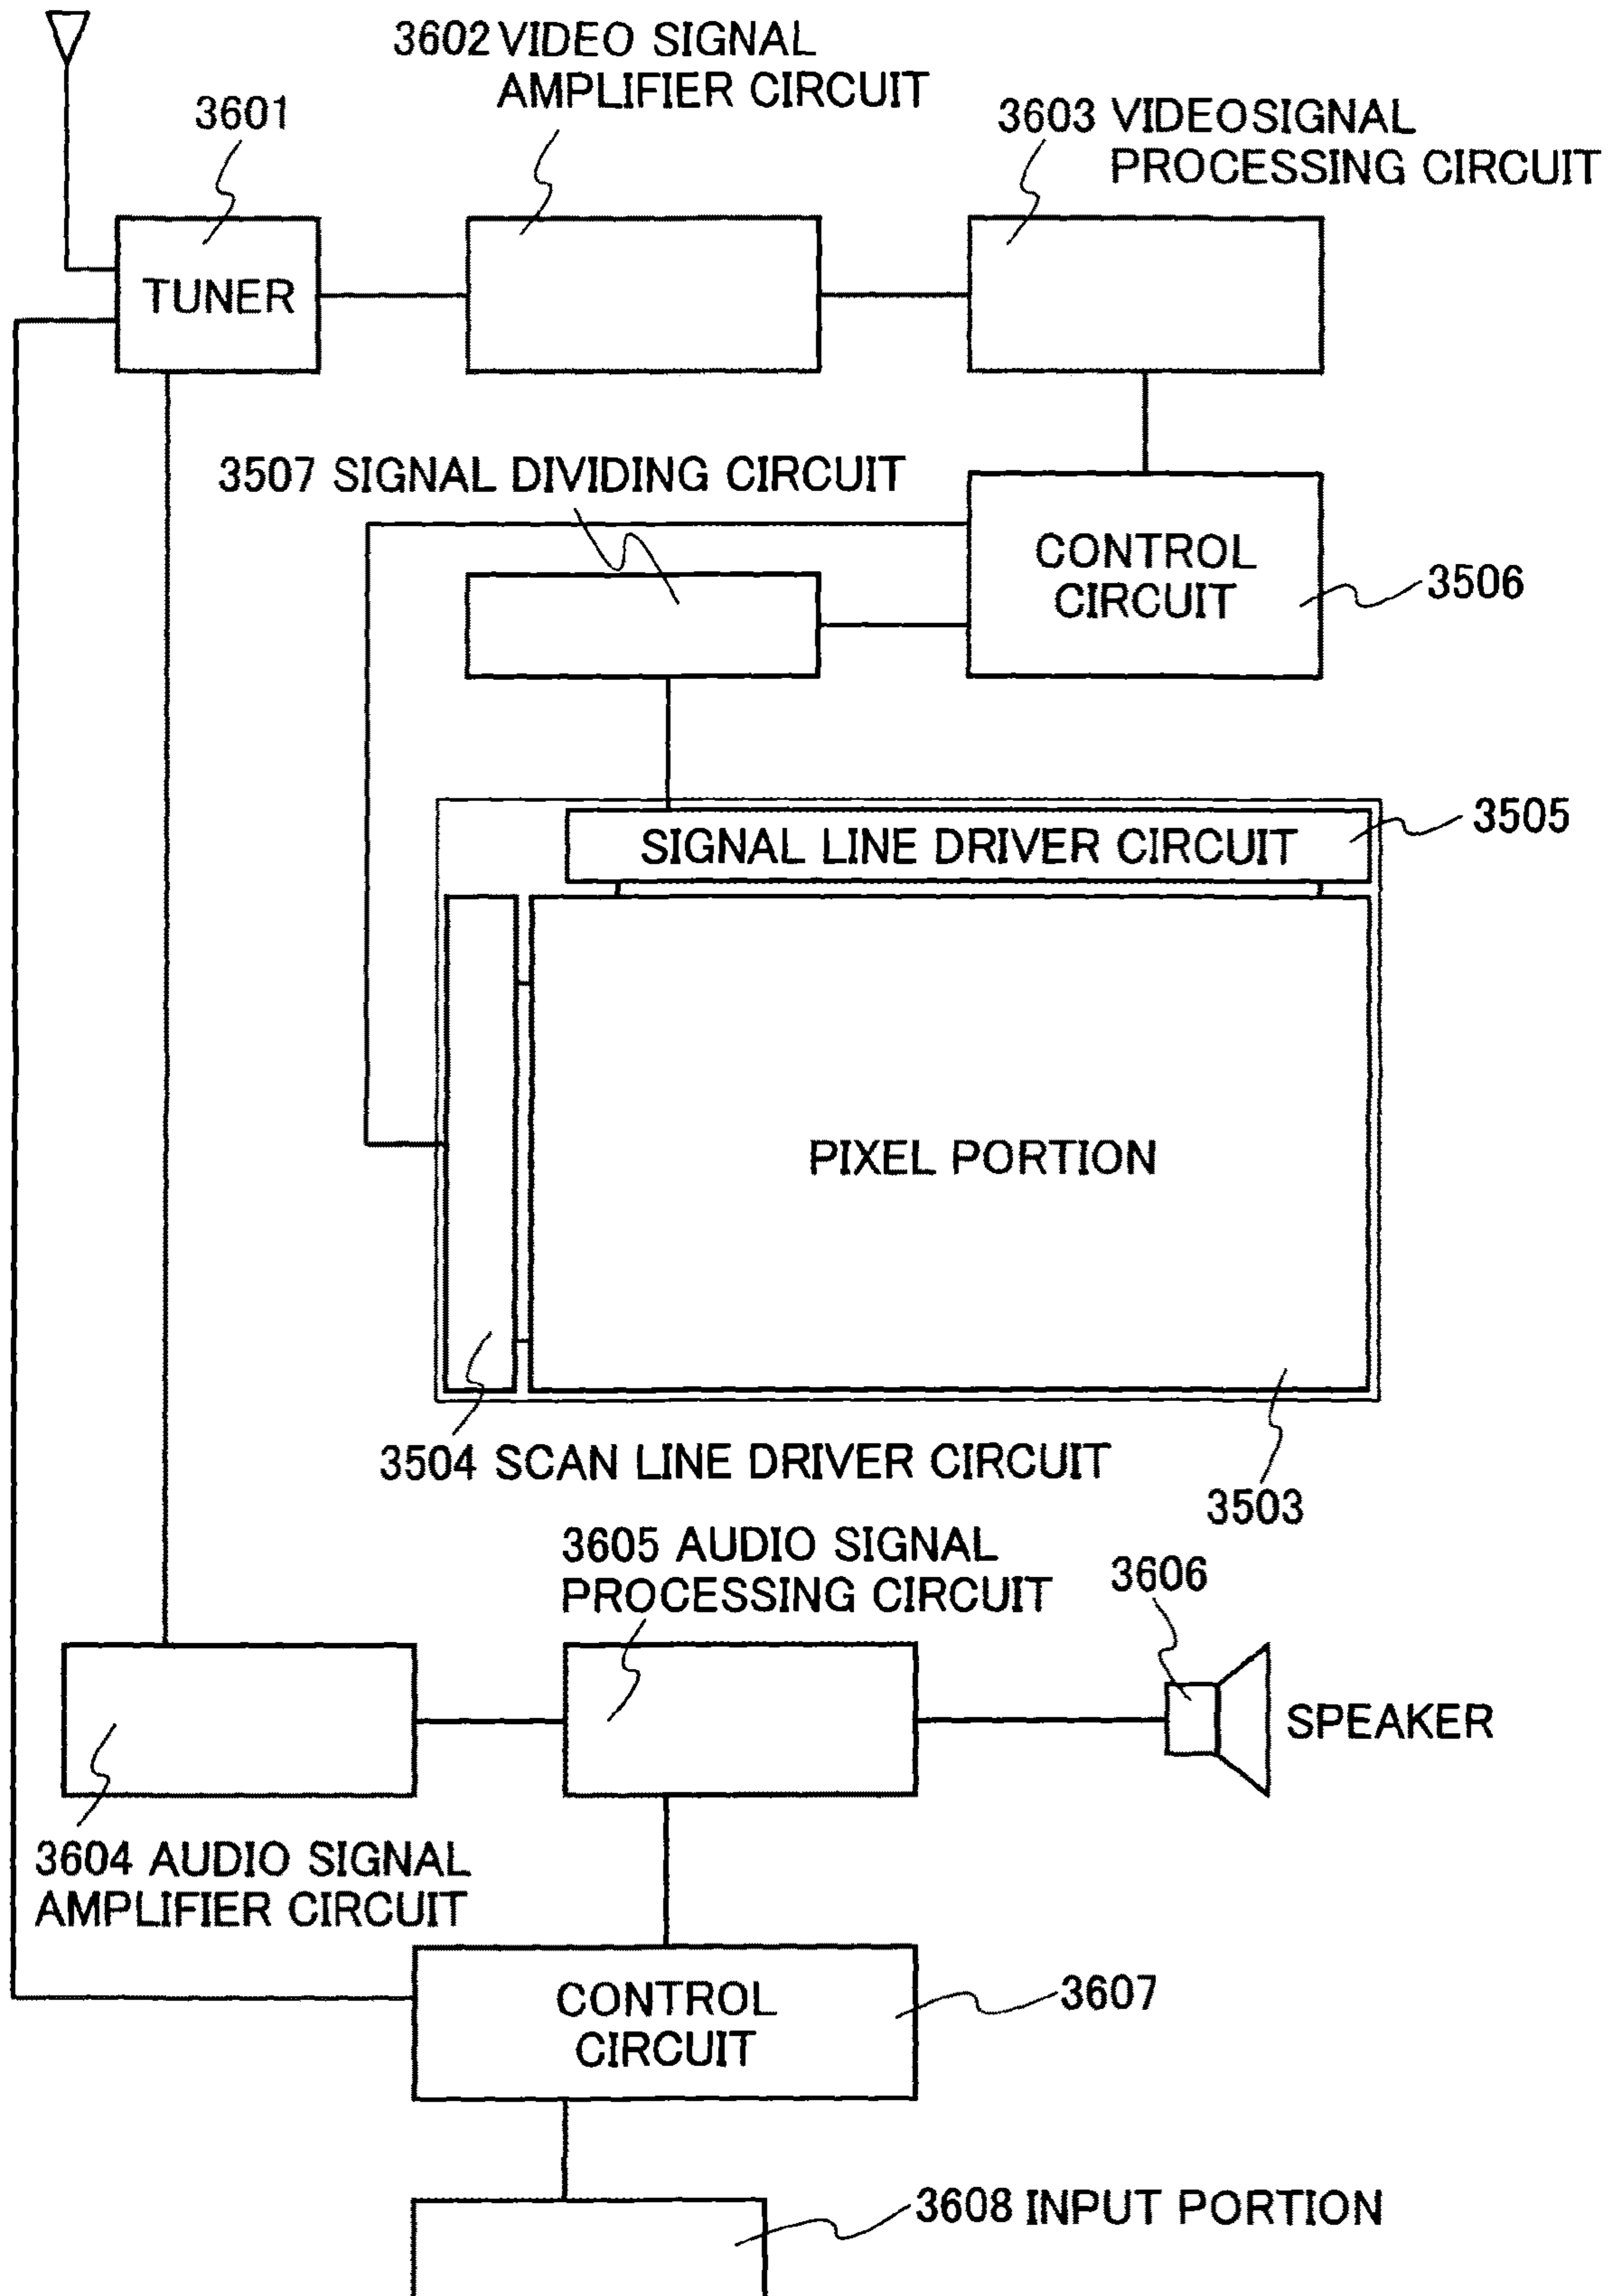 3602 VIDEO SIGNAL
AMPLIFIER CIRCUIT
3601
3603 VIDEOSIGNAL
PROCESSING CIRCUIT
TUNER
3507 SIGNAL DIVIDING CIRCUIT
CONTROL
CIRCUIT
3506
SIGNAL LINE DRIVER CIRCUIT
3505
PIXEL PORTION
3504 SCAN LINE DRIVER CIRCUIT
3503
3605 AUDIO SIGNAL
PROCESSING CIRCUIT
3606
SPEAKER
3604 AUDIO SIGNAL
AMPLIFIER CIRCUIT
CONTROL
CIRCUIT
3607
3608 INPUT PORTION